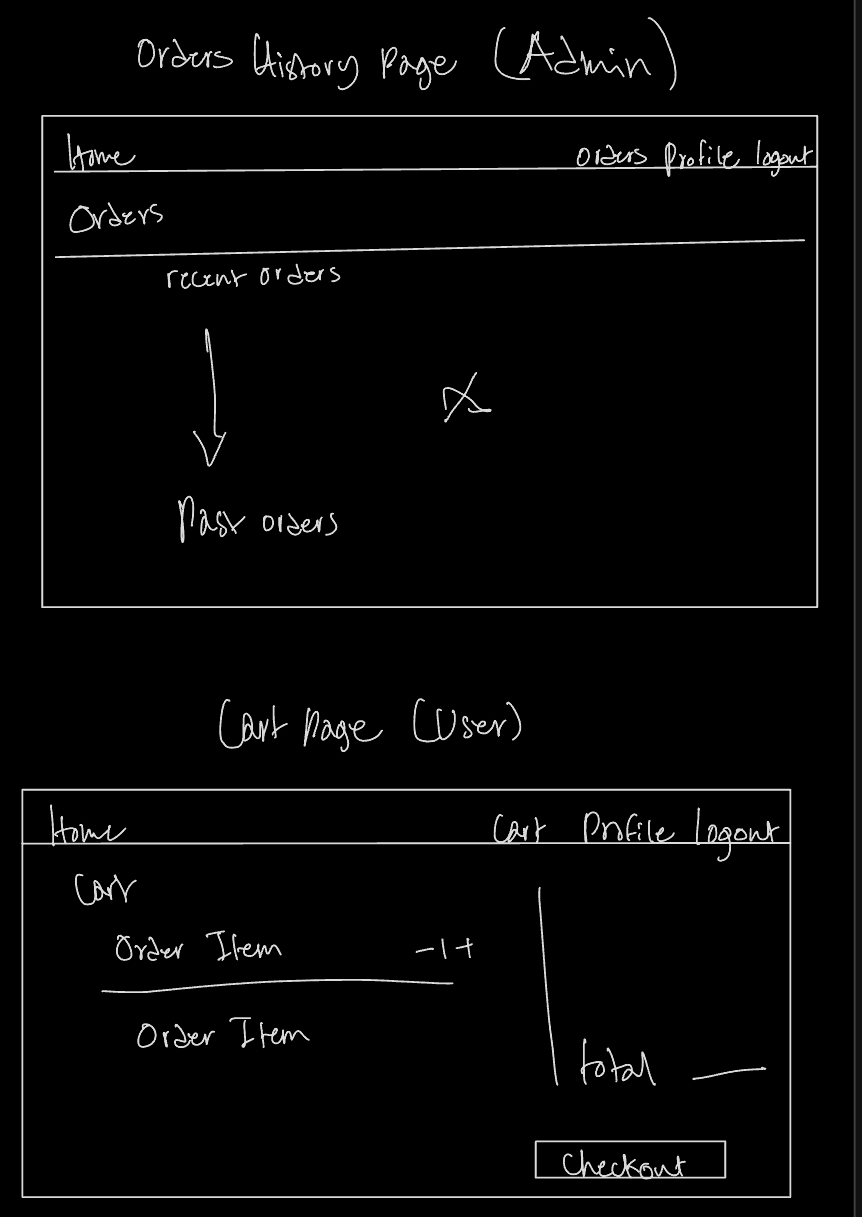 Orders History Page (Admin)
Home Orders Profile logout
Orders
recent orders
Past orders
Cart Page (User)
Home Cart Profile logout
Cart
Order Item - 1 +
Order Item
total
Checkout